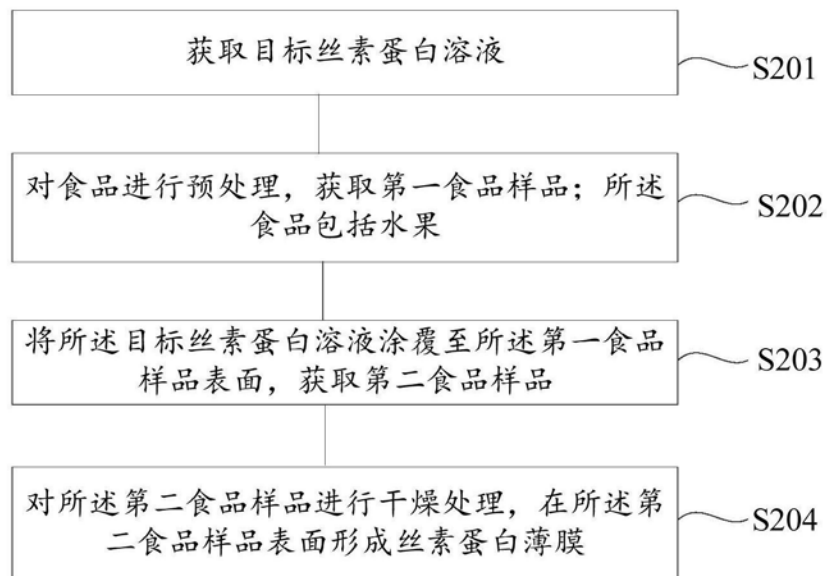 获取目标丝素蛋白溶液
S201
对食品进行预处理，获取第一食品样品；所述
食品包括水果
S202
将所述目标丝素蛋白溶液涂覆至所述第一食品
样品表面，获取第二食品样品
S203
对所述第二食品样品进行干燥处理，在所述第
二食品样品表面形成丝素蛋白薄膜
S204